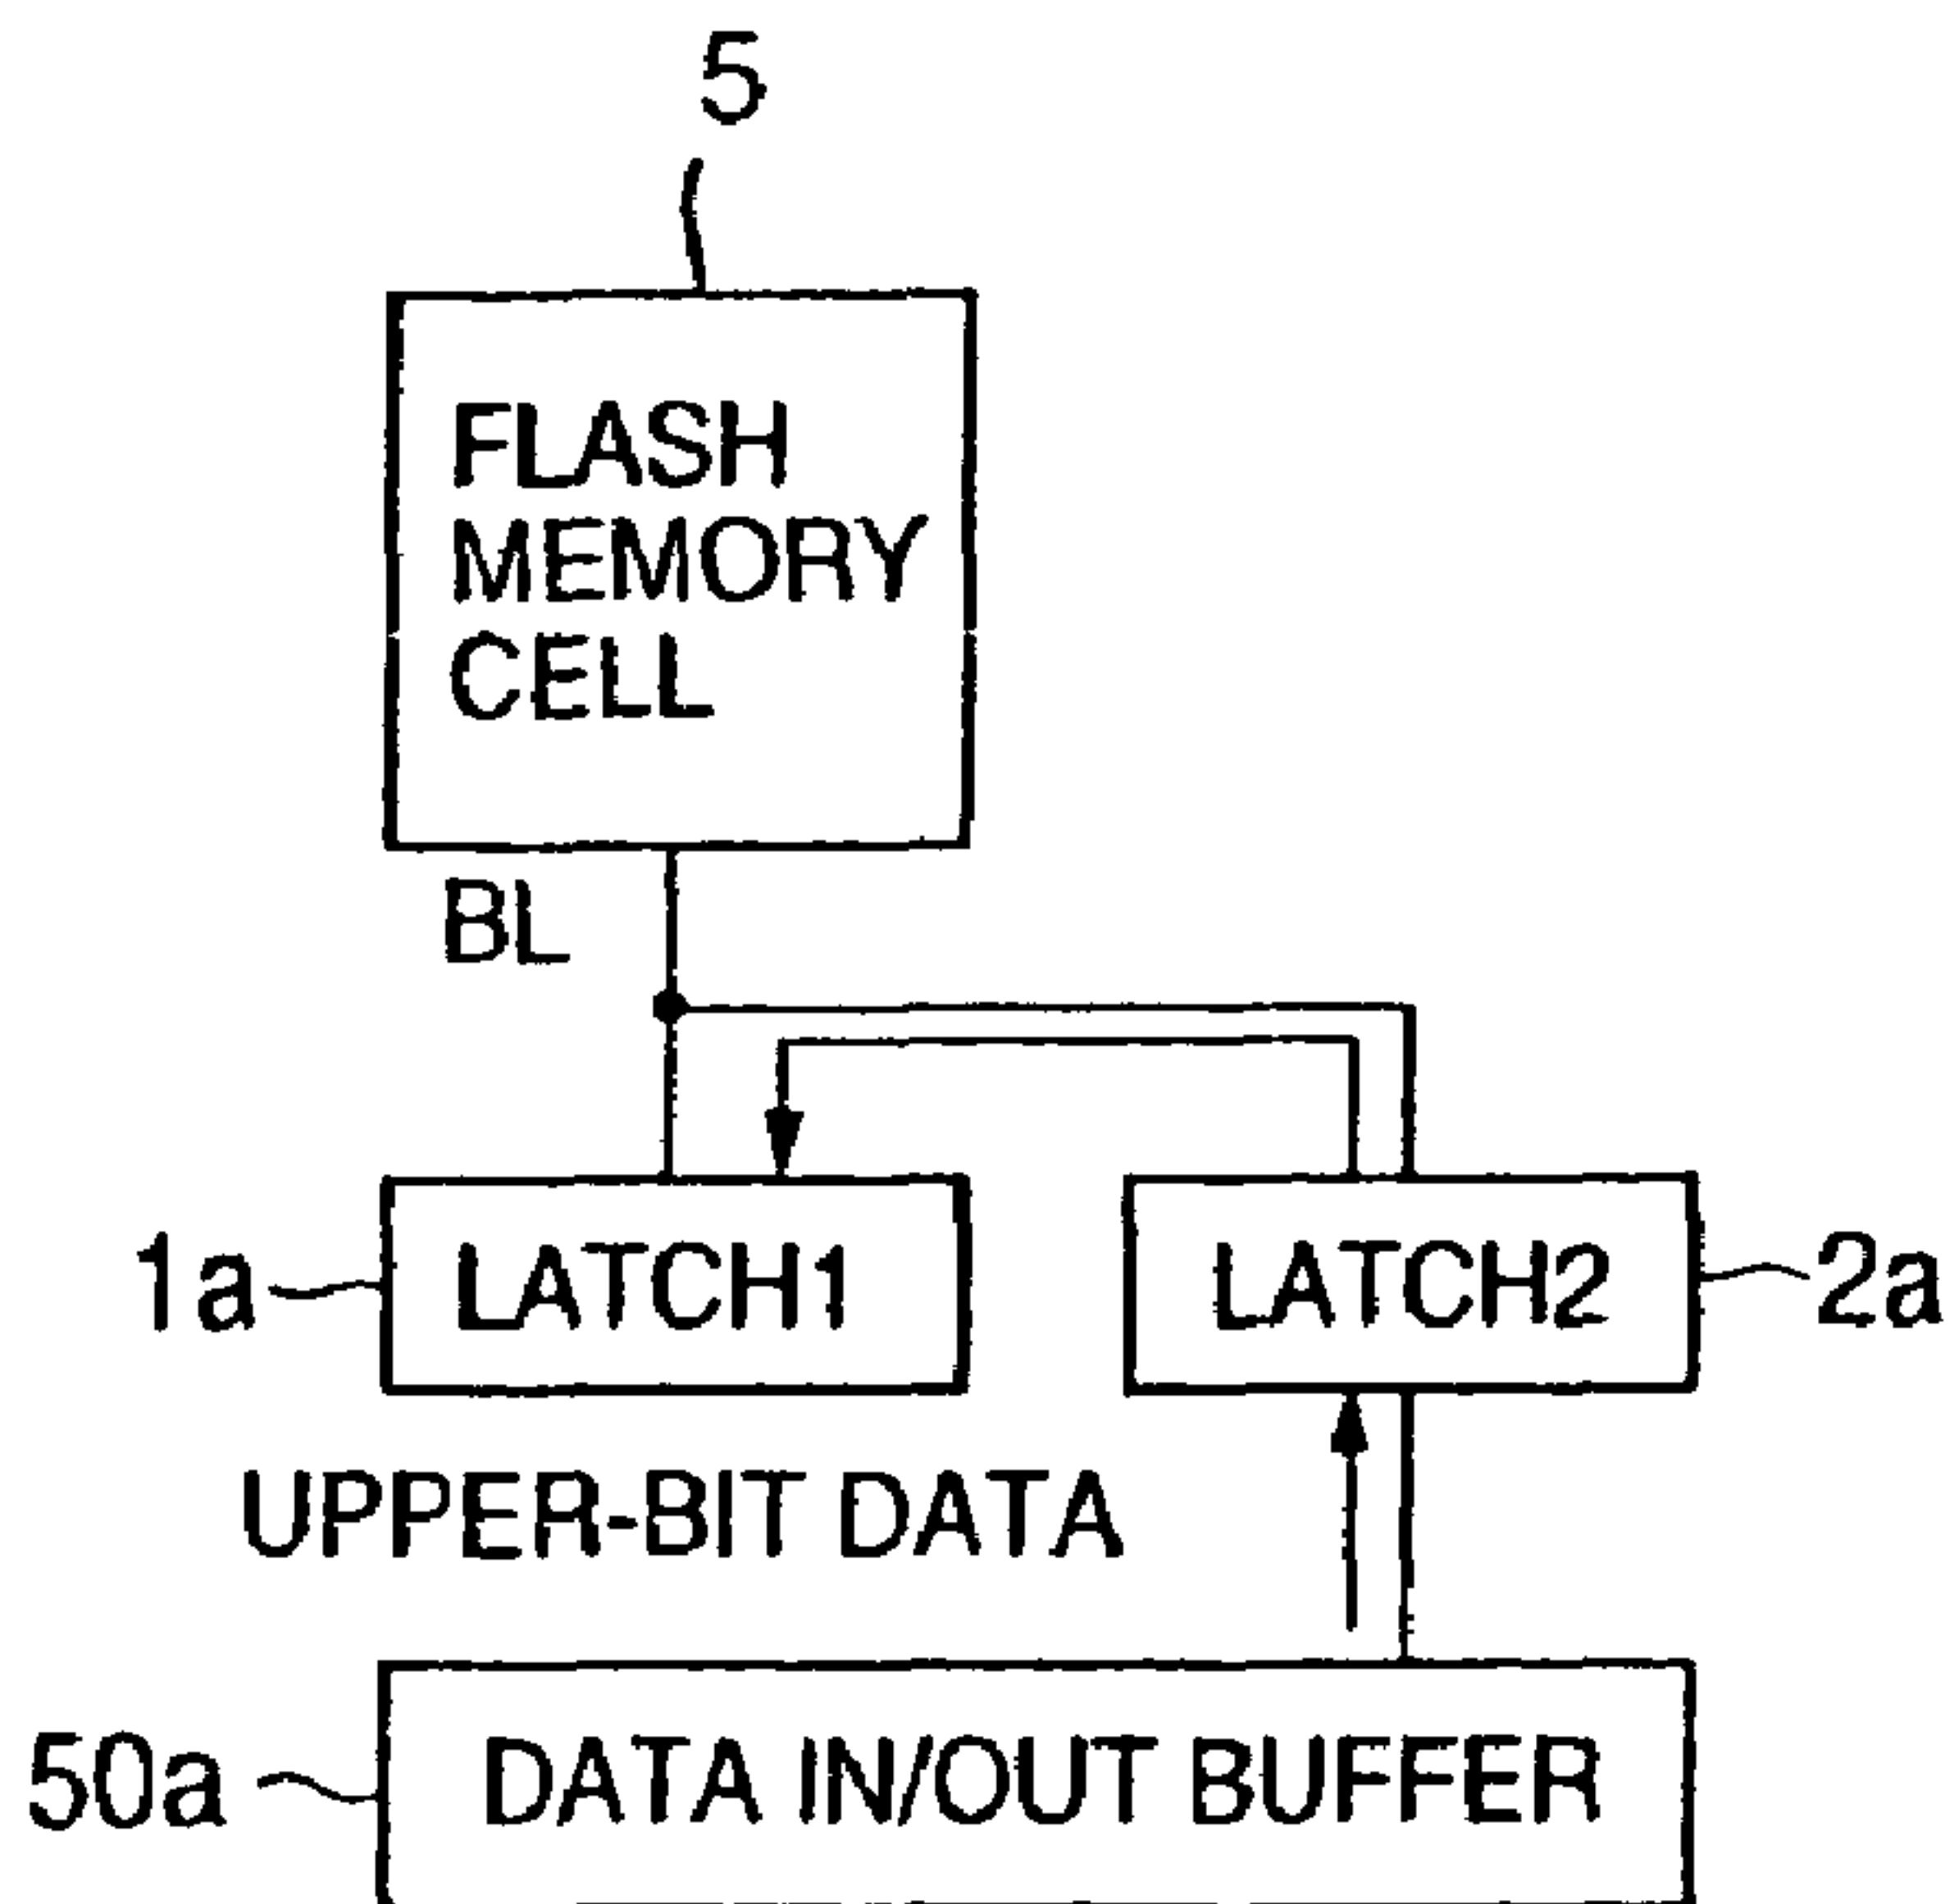 5
FLASH
MEMORY
CELL
BL
1a
LATCH1
LATCH2
2a
UPPER-BIT DATA
50a
DATA IN/OUT BUFFER